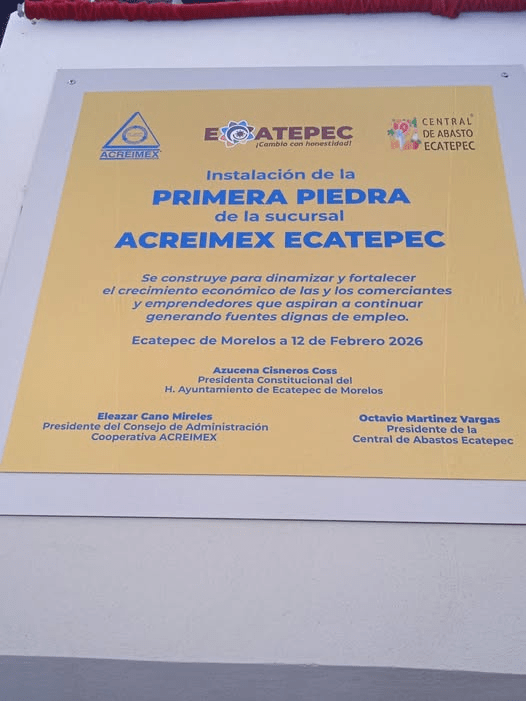 ACREIMEX
ECATEPEC
¡Cambio con honestidad!
CENTRAL
DE ABASTO
ECATEPEC
Instalación de la
PRIMERA PIEDRA
de la sucursal
ACREIMEX ECATEPEC
Se construye para dinamizar y fortalecer
el crecimiento económico de las y los comerciantes
y emprendedores que aspiran a continuar
generando fuentes dignas de empleo.
Ecatepec de Morelos a 12 de Febrero 2026
Azucena Cisneros Coss
Presidenta Constitucional del
H. Ayuntamiento de Ecatepec de Morelos
Eleazar Cano Mireles
Presidente del Consejo de Administración
Cooperativa ACREIMEX
Octavio Martinez Vargas
Presidente de la
Central de Abastos Ecatepec